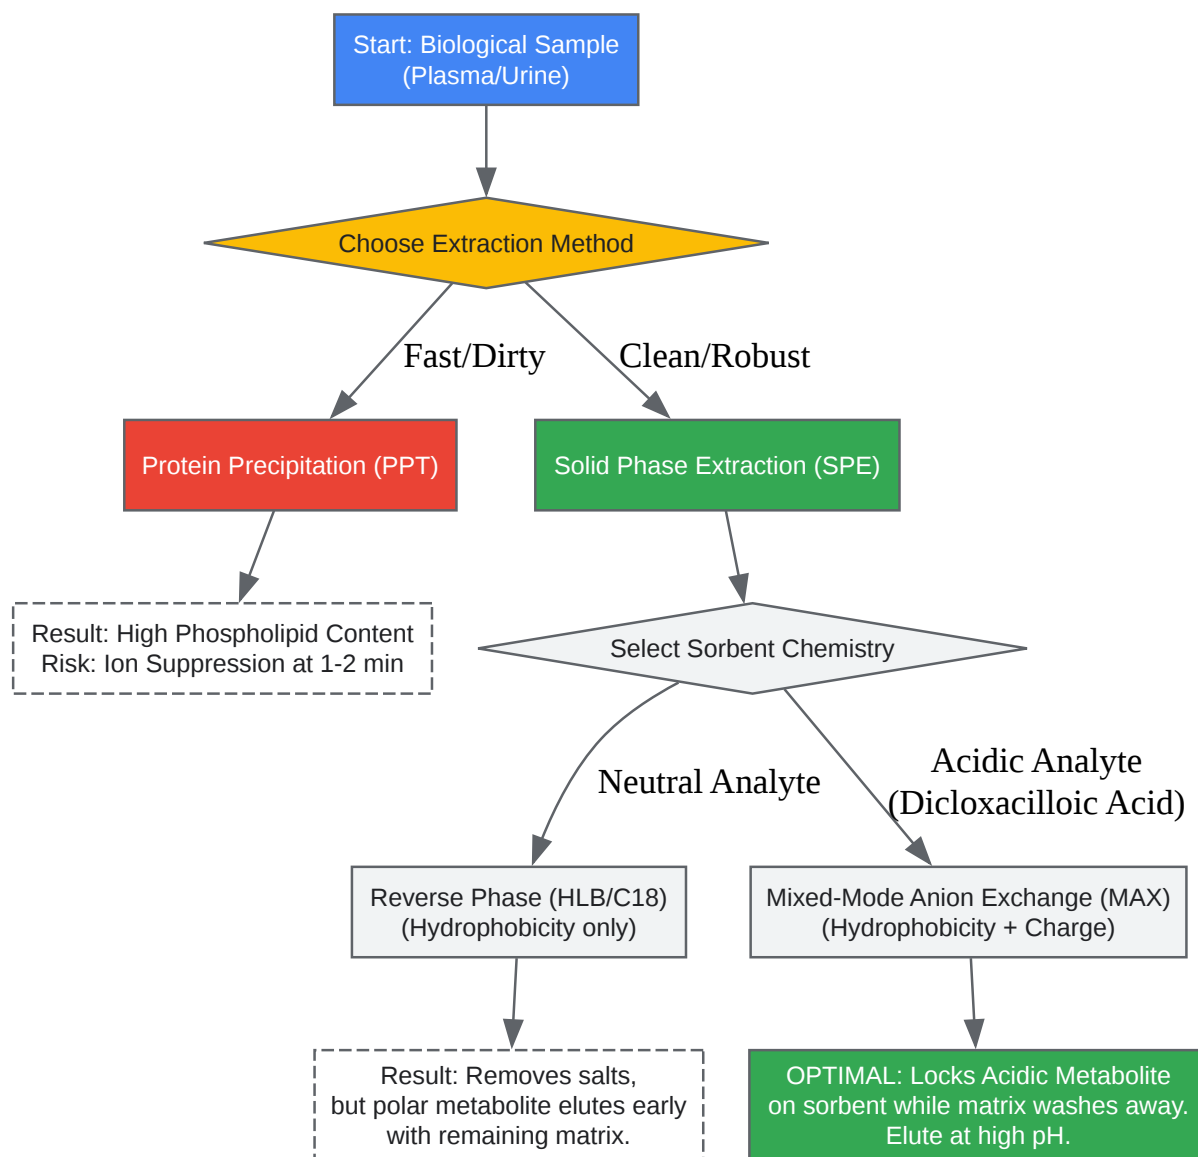 Start: Biological Sample
(Plasma/Urine)
Choose Extraction Method
Fast/Dirty
Clean/Robust
Protein Precipitation (PPT)
Solid Phase Extraction (SPE)
Result: High Phospholipid Content
Risk: Ion Suppression at 1-2 min
Select Sorbent Chemistry
Neutral Analyte
Acidic Analyte
(Dicloxacilloic Acid)
Reverse Phase (HLB/C18)
(Hydrophobicity only)
Mixed-Mode Anion Exchange (MAX)
(Hydrophobicity + Charge)
Result: Removes salts,
but polar metabolite elutes early
with remaining matrix.
OPTIMAL: Locks Acidic Metabolite
on sorbent while matrix washes away.
Elute at high pH.